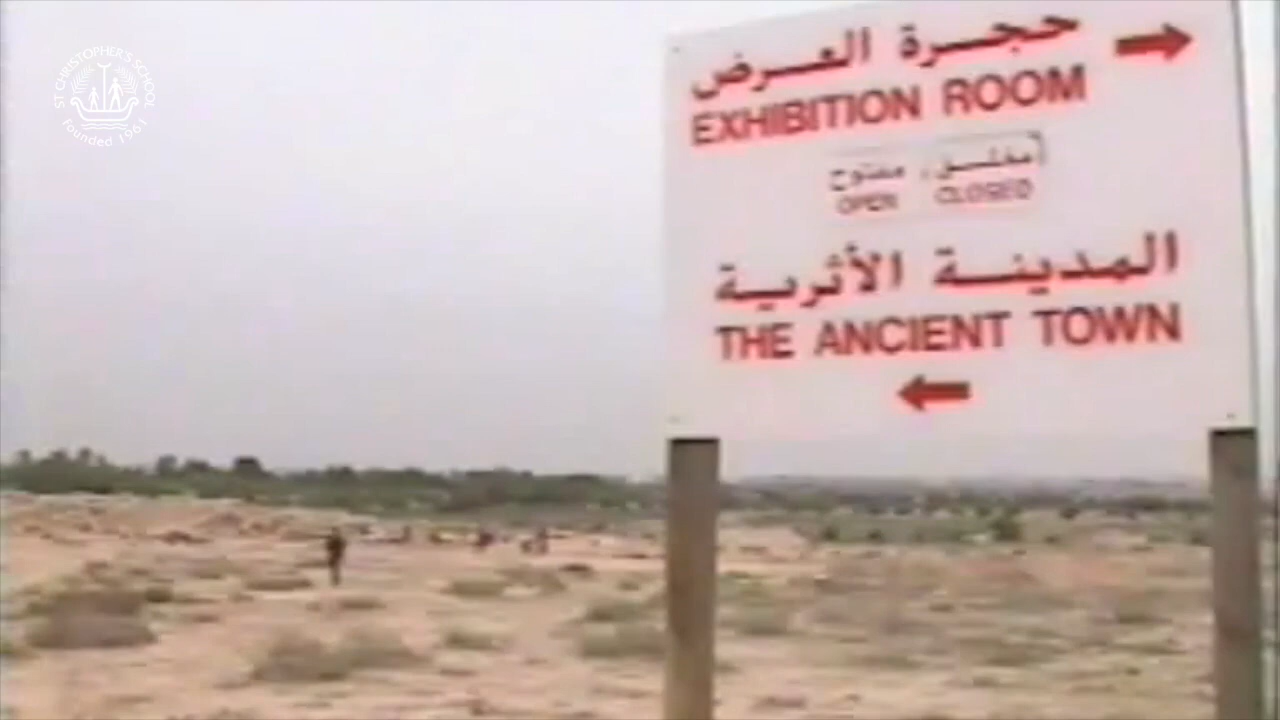 ST CHRISTOPHER'S SCHOOL
Founded 1961
حجرة العرض
EXHIBITION ROOM
مفتوح ، مغلق
OPEN CLOSED
المدينة الأثرية
THE ANCIENT TOWN